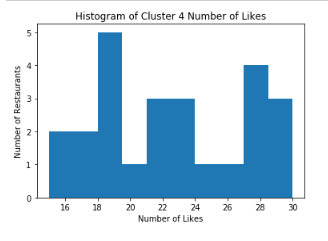 Histogram of Cluster 4 Number of Likes
Number of Restaurants
5
4
3
2
1
0
16 18 20 22 24 26 28 30
Number of Likes